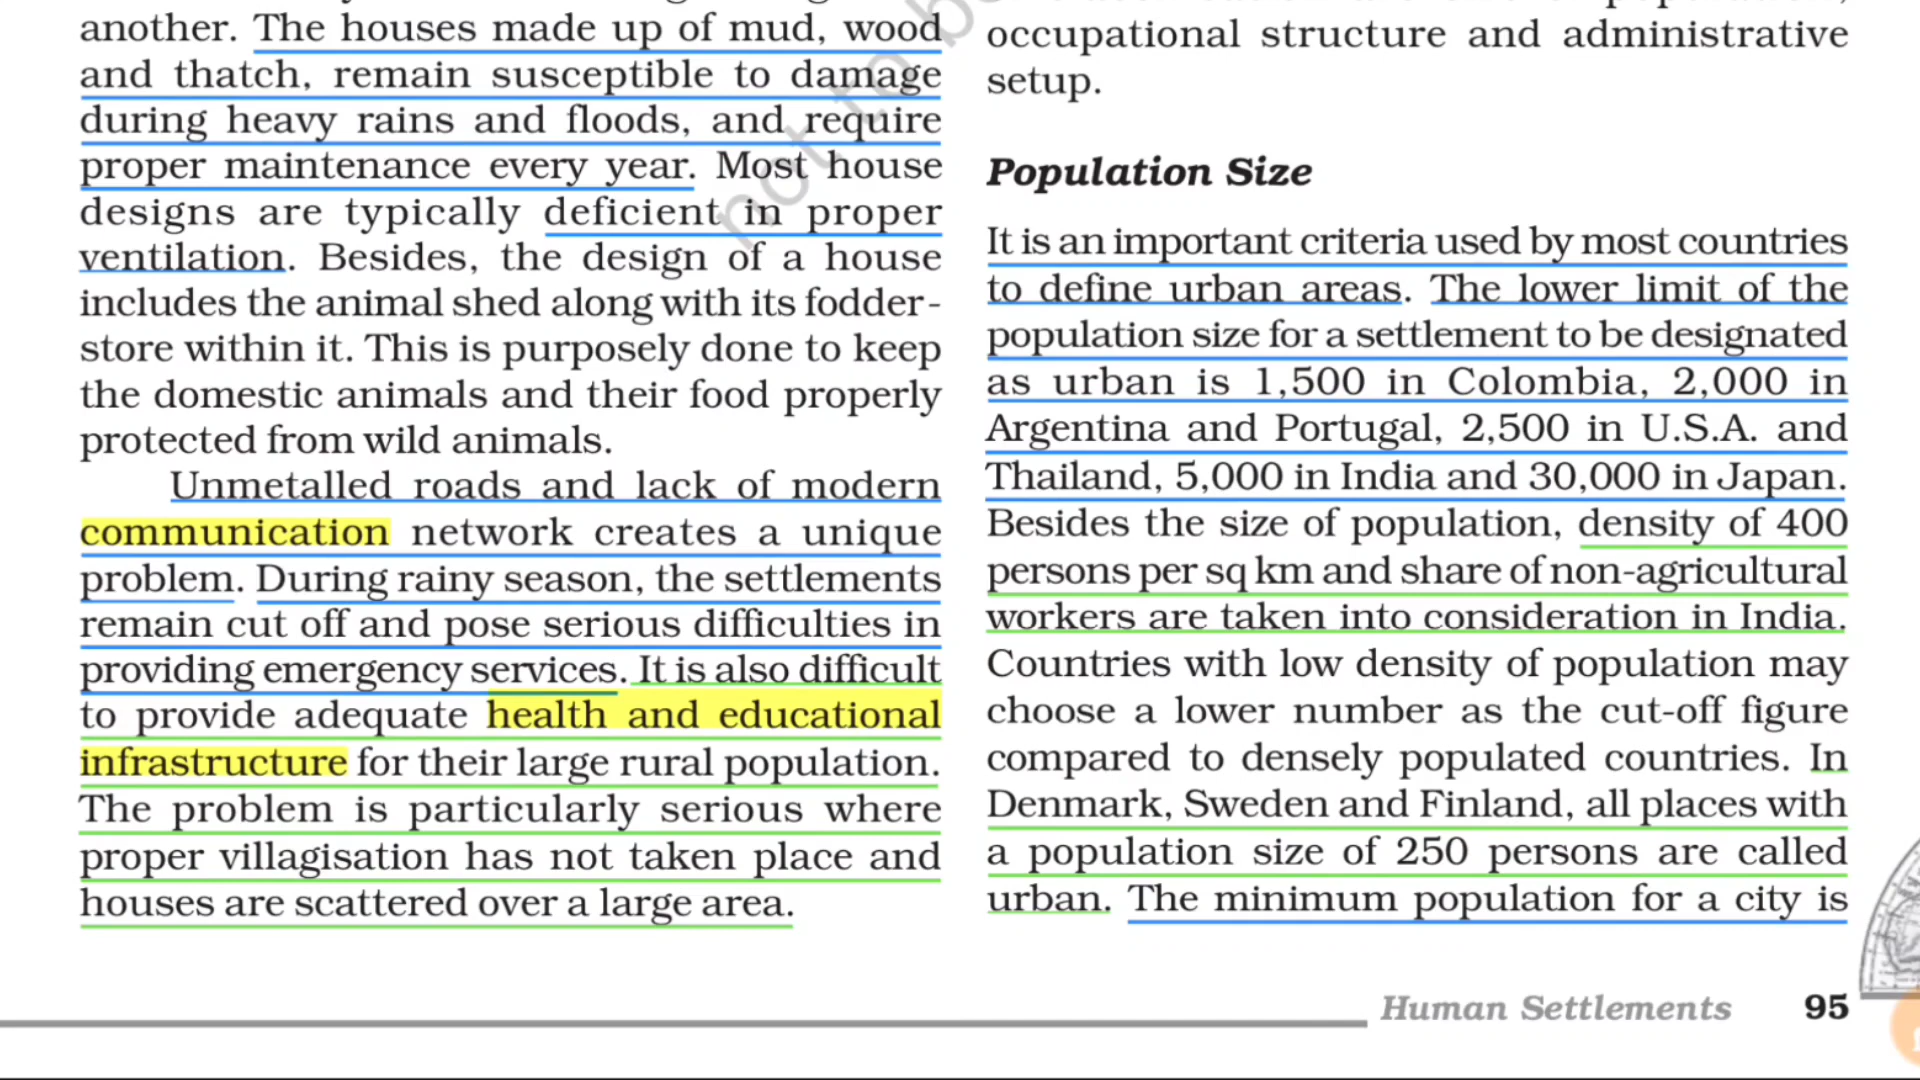 another. The houses made up of mud, wood
and thatch, remain susceptible to damage
during heavy rains and floods, and require
proper maintenance every year. Most house
designs are typically deficient in proper
ventilation. Besides, the design of a house
includes the animal shed along with its fodder-
store within it. This is purposely done to keep
the domestic animals and their food properly
protected from wild animals.
Unmetalled roads and lack of modern
communication network creates a unique
problem. During rainy season, the settlements
remain cut off and pose serious difficulties in
providing emergency services. It is also difficult
to provide adequate health and educational
infrastructure for their large rural population.
The problem is particularly serious where
proper villagisation has not taken place and
houses are scattered over a large area.
occupational structure and administrative
setup.
Population Size
It is an important criteria used by most countries
to define urban areas. The lower limit of the
population size for a settlement to be designated
as urban is 1,500 in Colombia, 2,000 in
Argentina and Portugal, 2,500 in U.S.A. and
Thailand, 5,000 in India and 30,000 in Japan.
Besides the size of population, density of 400
persons per sq km and share of non-agricultural
workers are taken into consideration in India.
Countries with low density of population may
choose a lower number as the cut-off figure
compared to densely populated countries. In
Denmark, Sweden and Finland, all places with
a population size of 250 persons are called
urban. The minimum population for a city is
not to be
Human Settlements 95